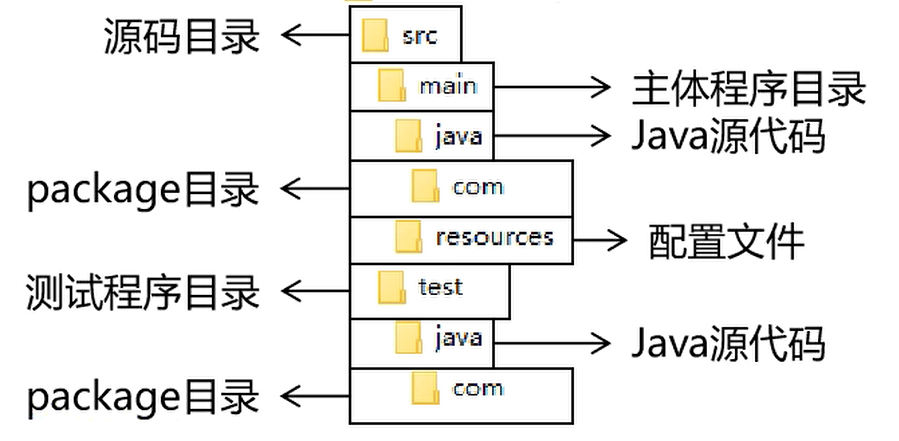 源码目录
src
main
主体程序目录
java
Java源代码
package目录
com
resources
配置文件
测试程序目录
test
java
Java源代码
package目录
com